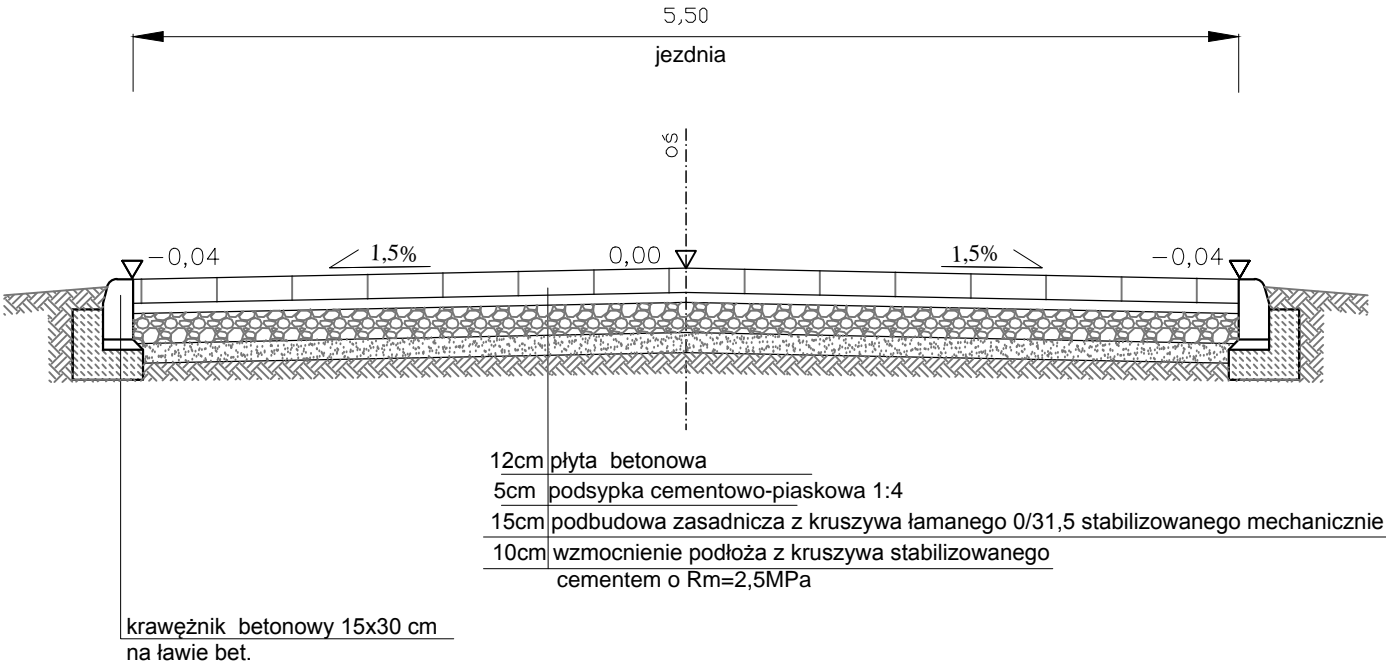 5,50
jezdnia
oś
-0,04
1,5%
0,00
1,5%
-0,04
12cm płyta betonowa
5cm podsypka cementowo-piaskowa 1:4
15cm podbudowa zasadnicza z kruszywa łamanego 0/31,5 stabilizowanego mechanicznie
10cm wzmocnienie podłoża z kruszywa stabilizowanego
cementem o Rm=2,5MPa
krawężnik betonowy 15x30 cm
na ławie bet.